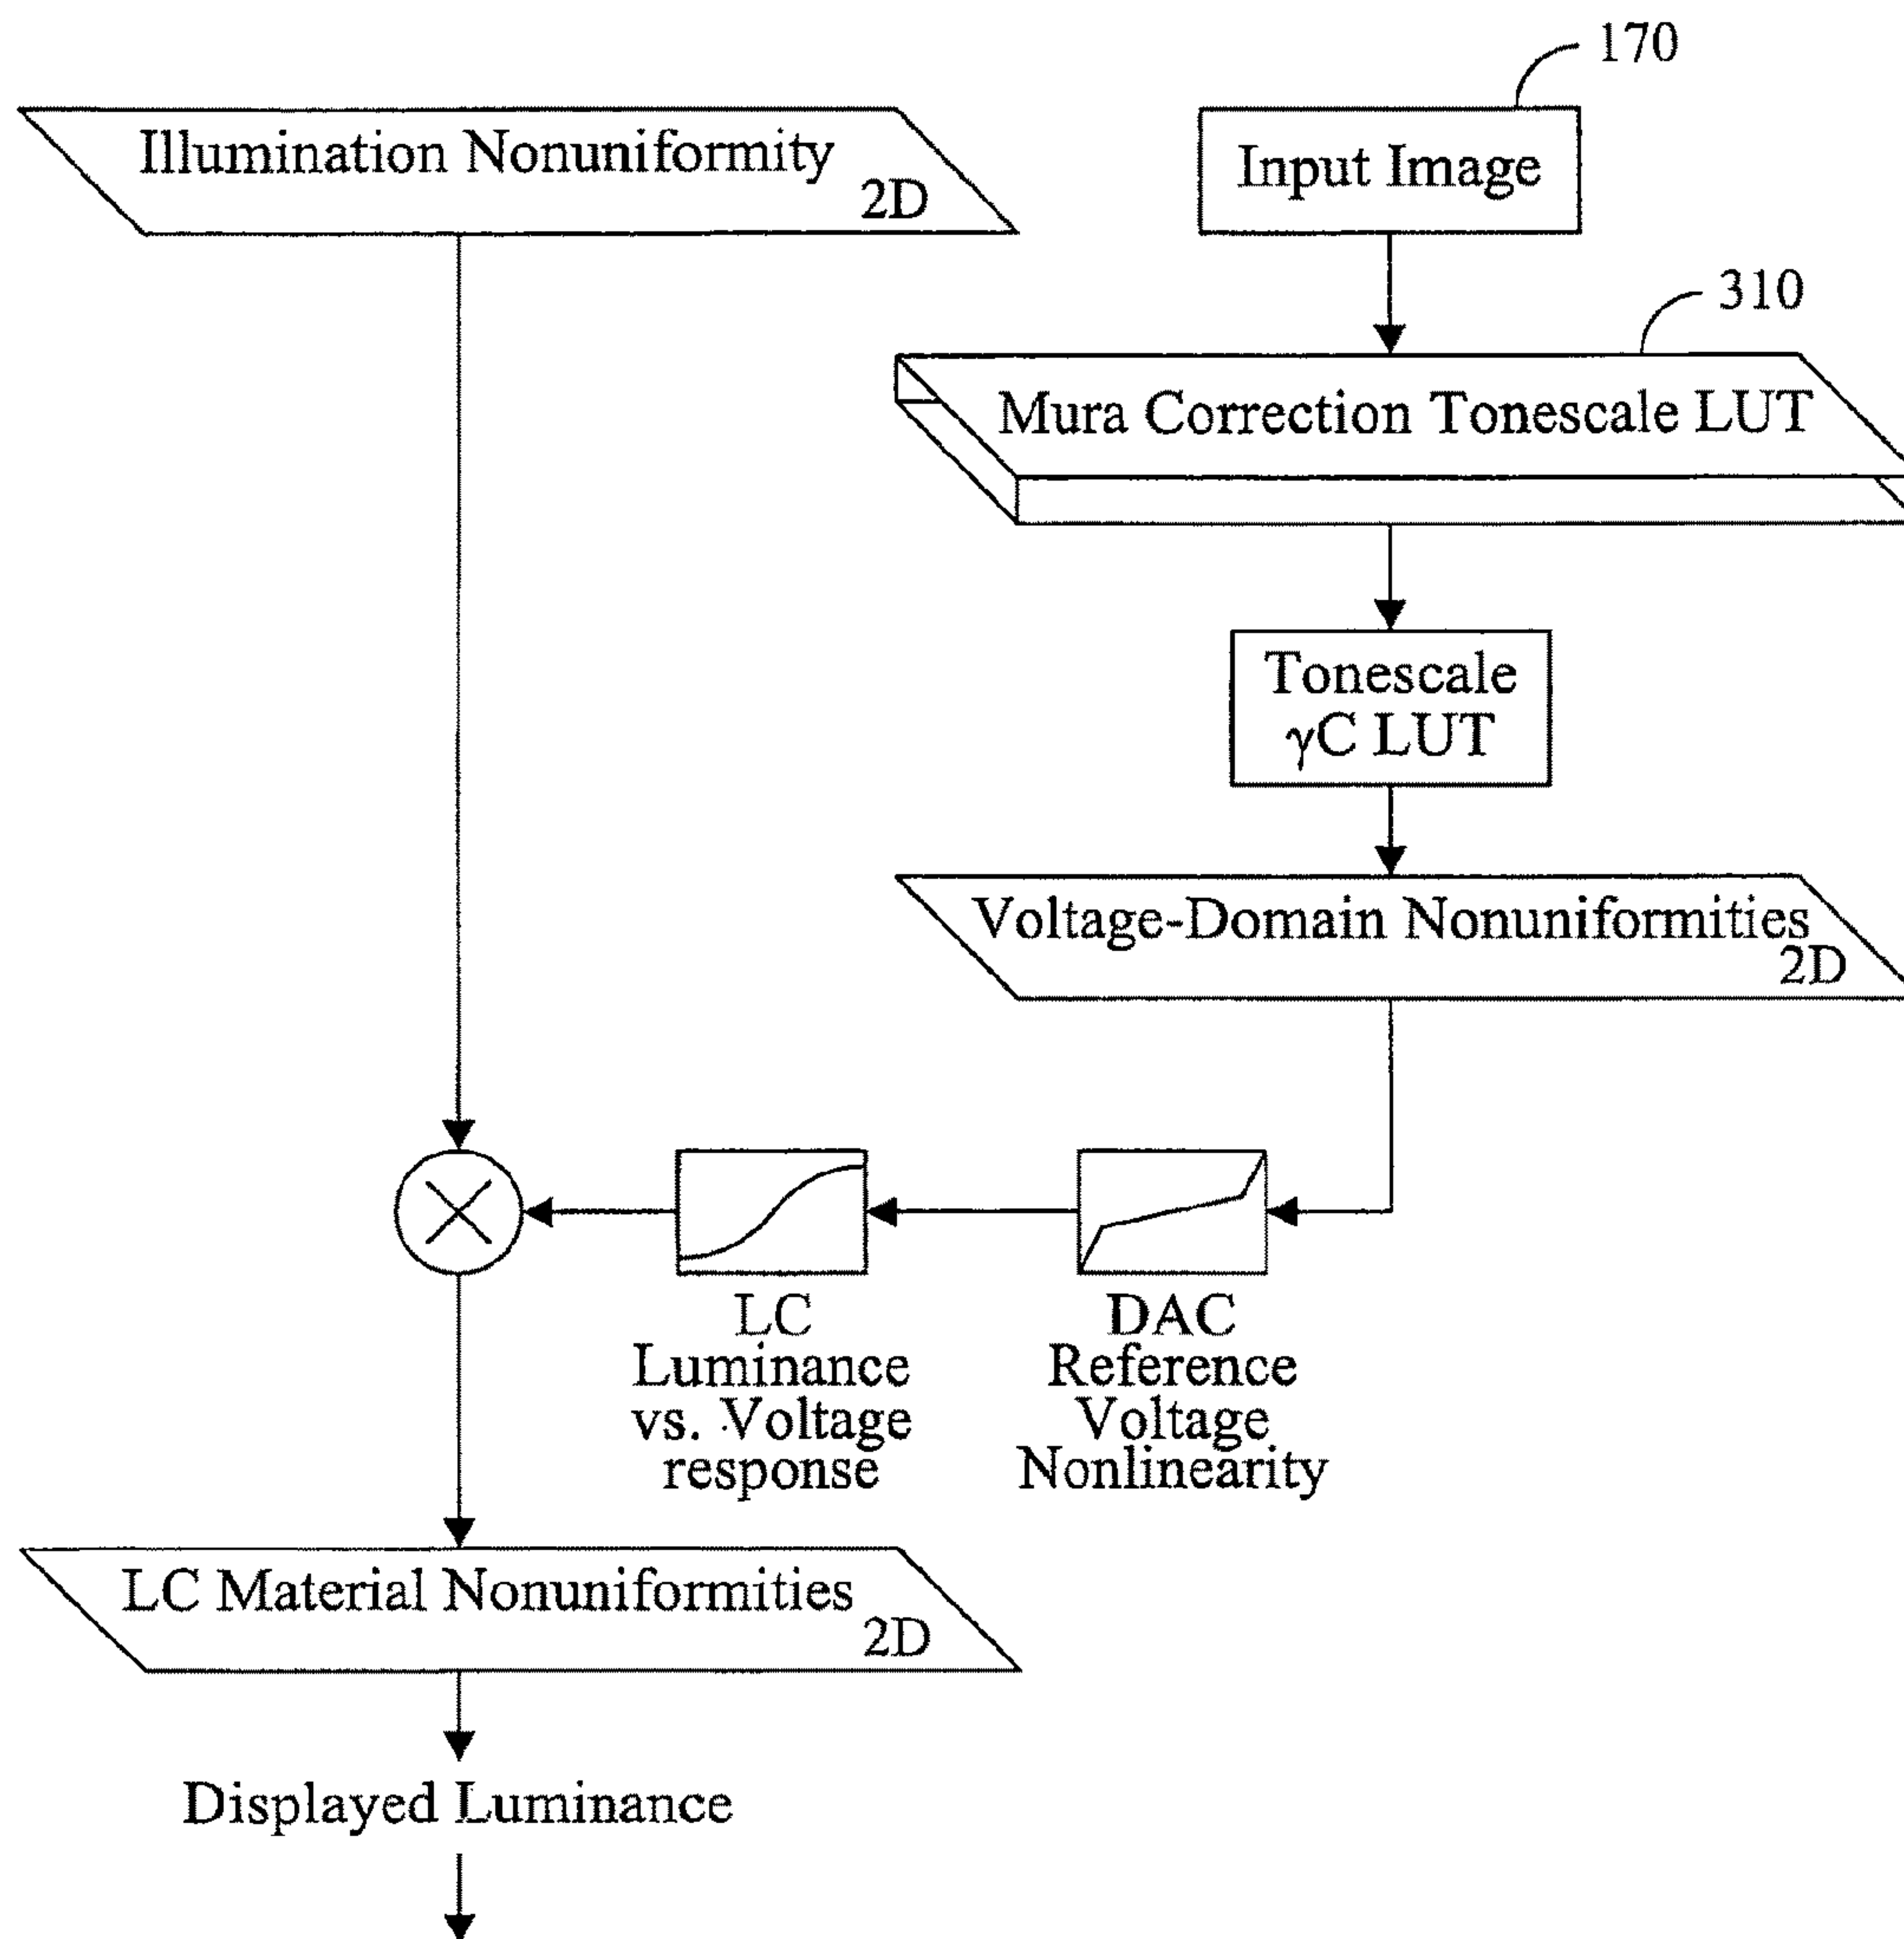 170
Illumination Nonuniformity
2D
Input Image
310
Mura Correction Tonescale LUT
Tonescale
γC LUT
Voltage-Domain Nonuniformities
2D
LC
Luminance
vs. Voltage
response
DAC
Reference
Voltage
Nonlinearity
LC Material Nonuniformities
2D
Displayed Luminance